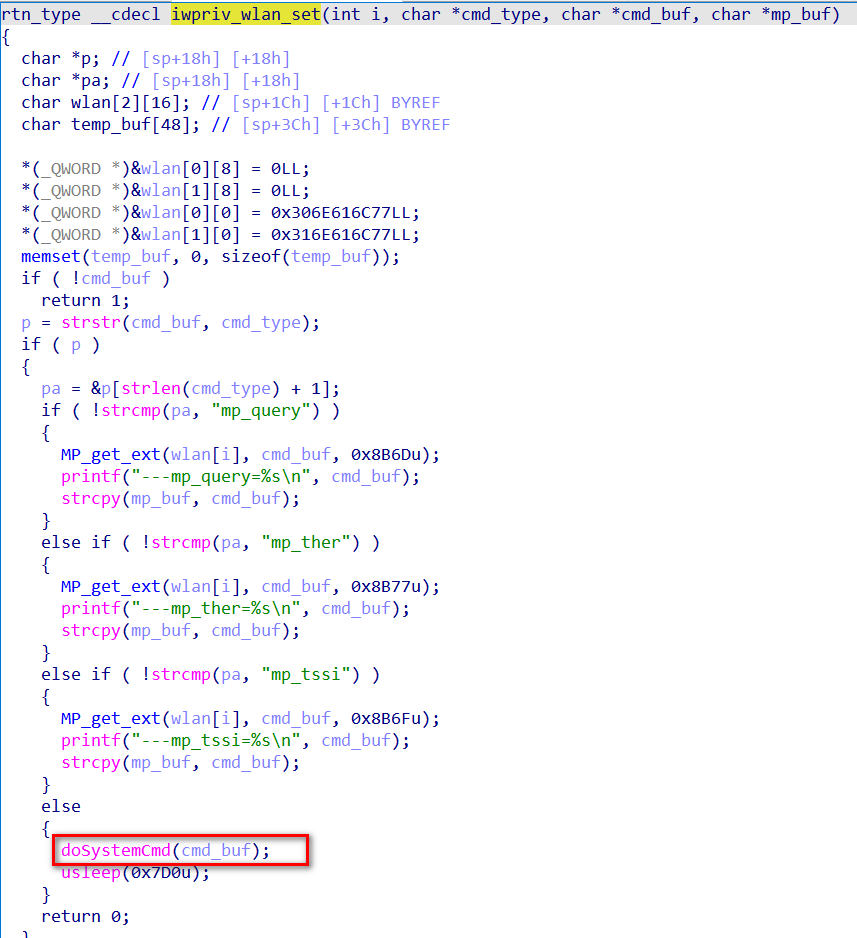 rtn_type __cdecl iwpriv_wlan_set(int i, char *cmd_type, char *cmd_buf, char *mp_buf)
{
  char *p; // [sp+18h] [+18h]
  char *pa; // [sp+18h] [+18h]
  char wlan[2][16]; // [sp+1Ch] [+1Ch] BYREF
  char temp_buf[48]; // [sp+3Ch] [+3Ch] BYREF

  *(_QWORD *)&wlan[0][8] = 0LL;
  *(_QWORD *)&wlan[1][8] = 0LL;
  *(_QWORD *)&wlan[0][0] = 0x306E616C77LL;
  *(_QWORD *)&wlan[1][0] = 0x316E616C77LL;
  memset(temp_buf, 0, sizeof(temp_buf));
  if ( !cmd_buf )
    return 1;
  p = strstr(cmd_buf, cmd_type);
  if ( p )
  {
    pa = &p[strlen(cmd_type) + 1];
    if ( !strcmp(pa, "mp_query") )
    {
      MP_get_ext(wlan[i], cmd_buf, 0x8B6Du);
      printf("---mp_query=%s\n", cmd_buf);
      strcpy(mp_buf, cmd_buf);
    }
    else if ( !strcmp(pa, "mp_ther") )
    {
      MP_get_ext(wlan[i], cmd_buf, 0x8B77u);
      printf("---mp_ther=%s\n", cmd_buf);
      strcpy(mp_buf, cmd_buf);
    }
    else if ( !strcmp(pa, "mp_tssi") )
    {
      MP_get_ext(wlan[i], cmd_buf, 0x8B6Fu);
      printf("---mp_tssi=%s\n", cmd_buf);
      strcpy(mp_buf, cmd_buf);
    }
    else
    {
      doSystemCmd(cmd_buf);
      usleep(0x7D0u);
    }
    return 0;
  }